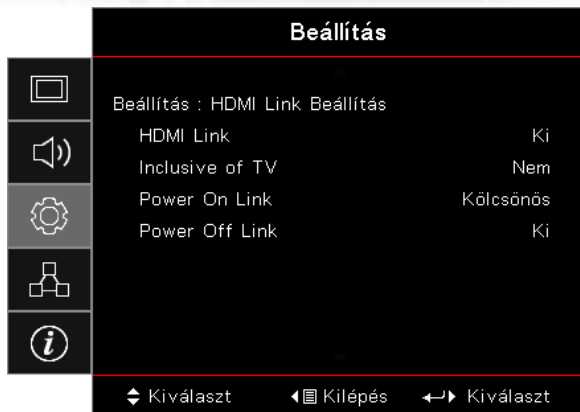 Beállítás
Beállítás : HDMI Link Beállítás
HDMI Link Ki
Inclusive of TV Nem
Power On Link Kölcsönös
Power Off Link Ki
Kiválaszt Kilépés Kiválaszt